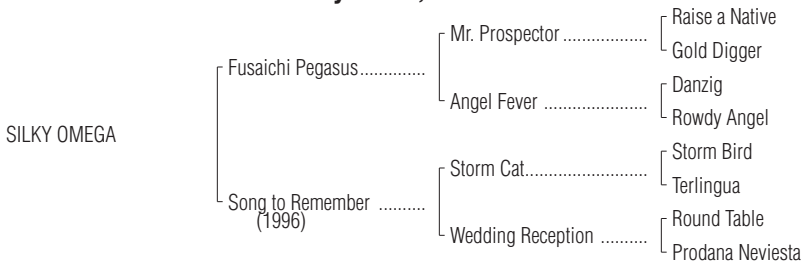 Raise a Native
Mr. Prospector ..................
Gold Digger
Fusaichi Pegasus..............
Danzig
Angel Fever ......................
Rowdy Angel
SILKY OMEGA
Storm Bird
Storm Cat..........................
Terlingua
Song to Remember ..........
(1996)
Round Table
Wedding Reception ..........
Prodana Neviesta